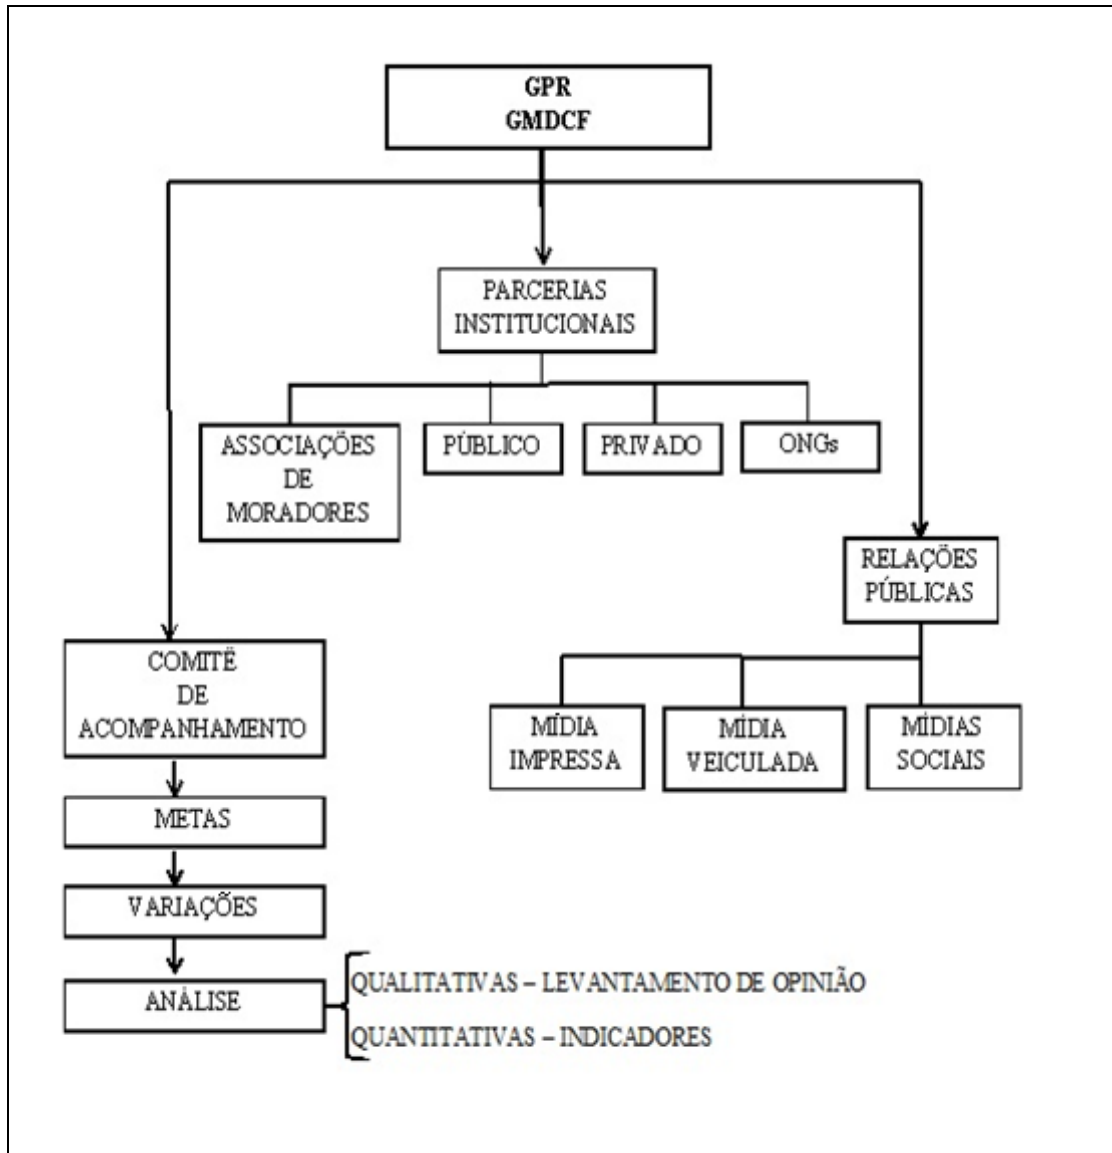 GPR
GMDCF
PARCERIAS
INSTITUCIONAIS
ASSOCIAÇÕES
DE
MORADORES
PÚBLICO
PRIVADO
ONGs
RELAÇÕES
PÚBLICAS
MÍDIA
IMPRESSA
MÍDIA
VEICULADA
MÍDIAS
SOCIAIS
COMITÊ
DE
ACOMPANHAMENTO
METAS
VARIAÇÕES
ANÁLISE
QUALITATIVAS – LEVANTAMENTO DE OPINIÃO
QUANTITATIVAS – INDICADORES